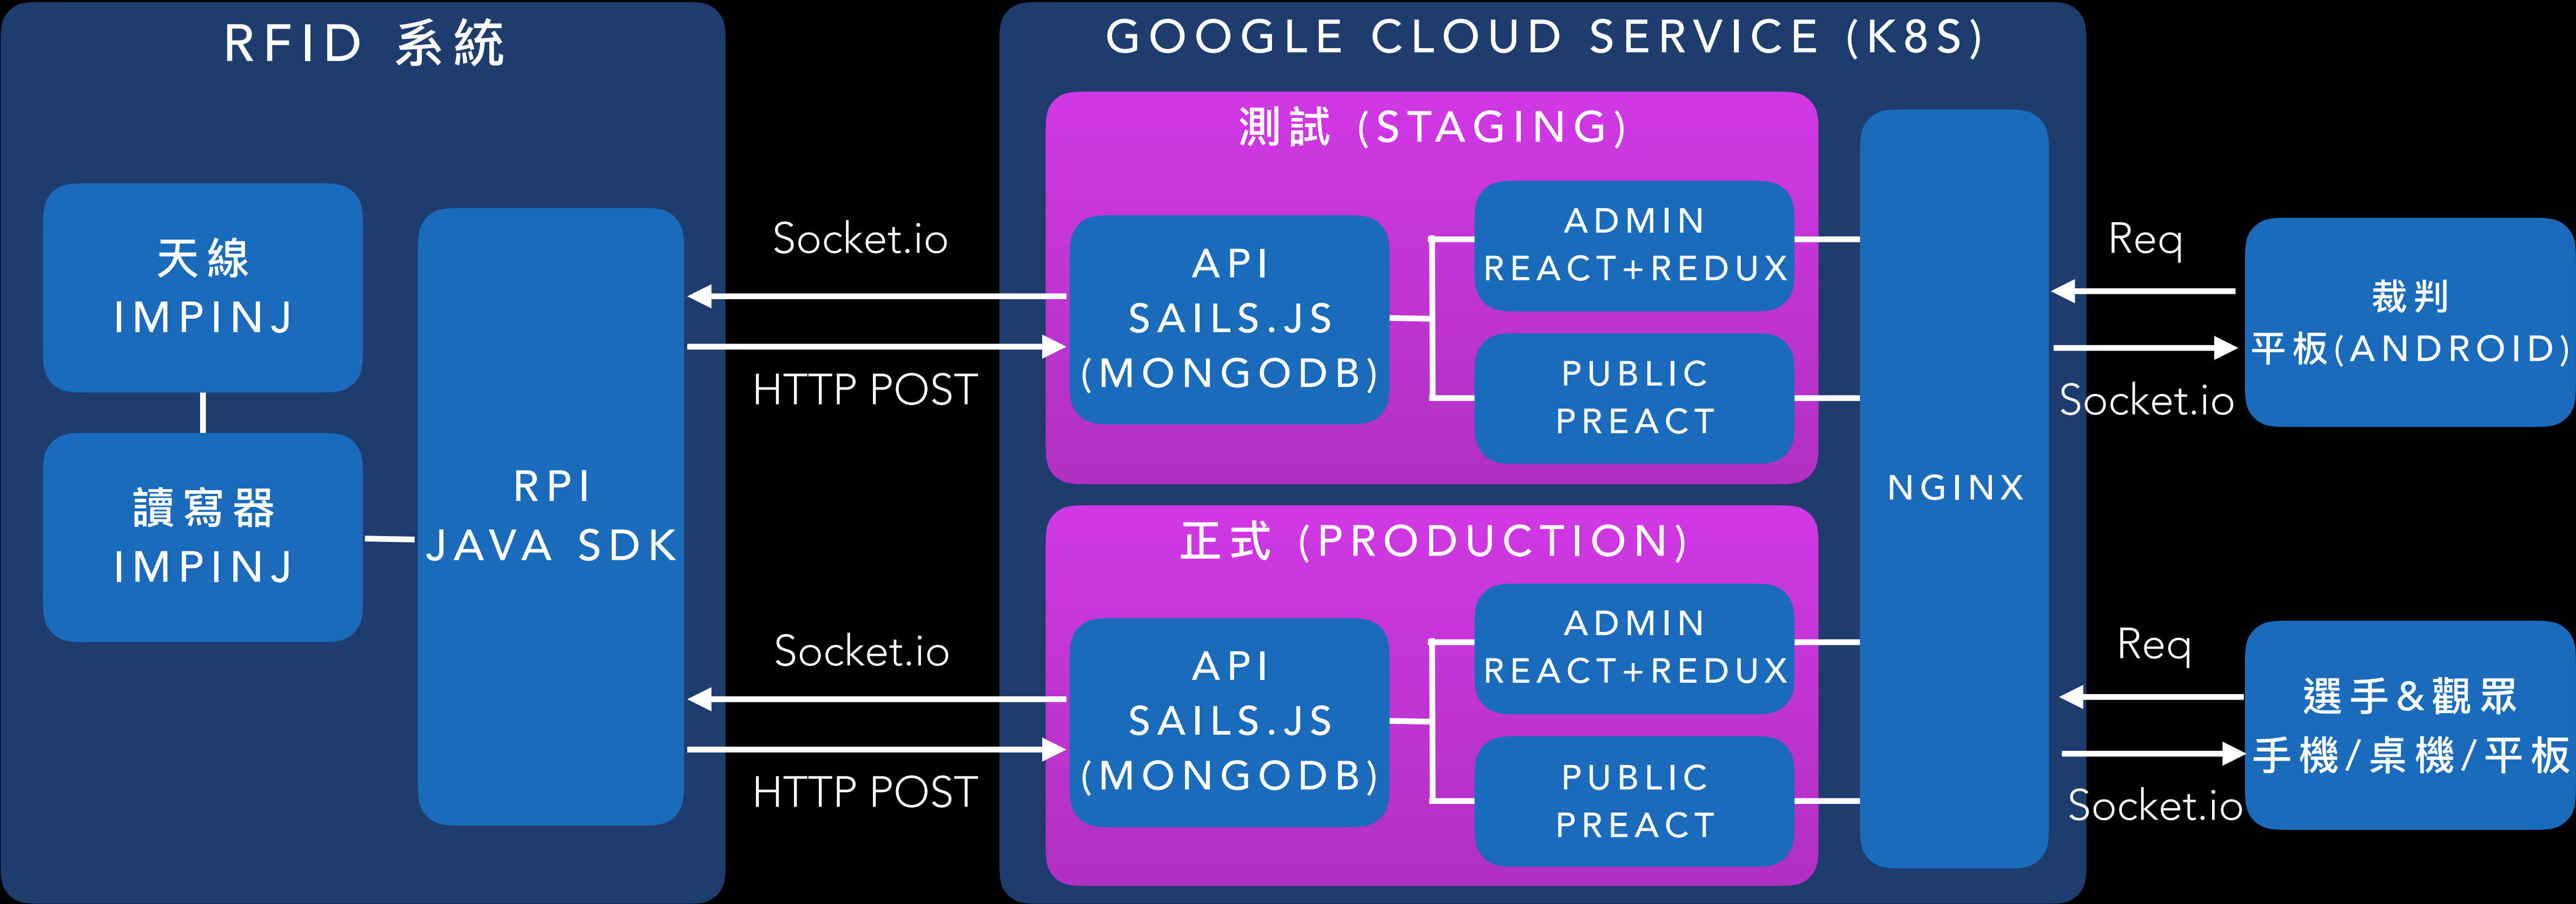 RFID 系統
天線
IMPINJ
讀寫器
IMPINJ
RPI
JAVA SDK
Socket.io
HTTP POST
Socket.io
HTTP POST
GOOGLE CLOUD SERVICE (K8S)
測試 (STAGING)
API
SAILS.JS
(MONGODB)
ADMIN
REACT+REDUX
PUBLIC
PREACT
正式 (PRODUCTION)
API
SAILS.JS
(MONGODB)
ADMIN
REACT+REDUX
PUBLIC
PREACT
NGINX
Req
Socket.io
裁判
平板(ANDROID)
Req
Socket.io
選手&觀眾
手機/桌機/平板